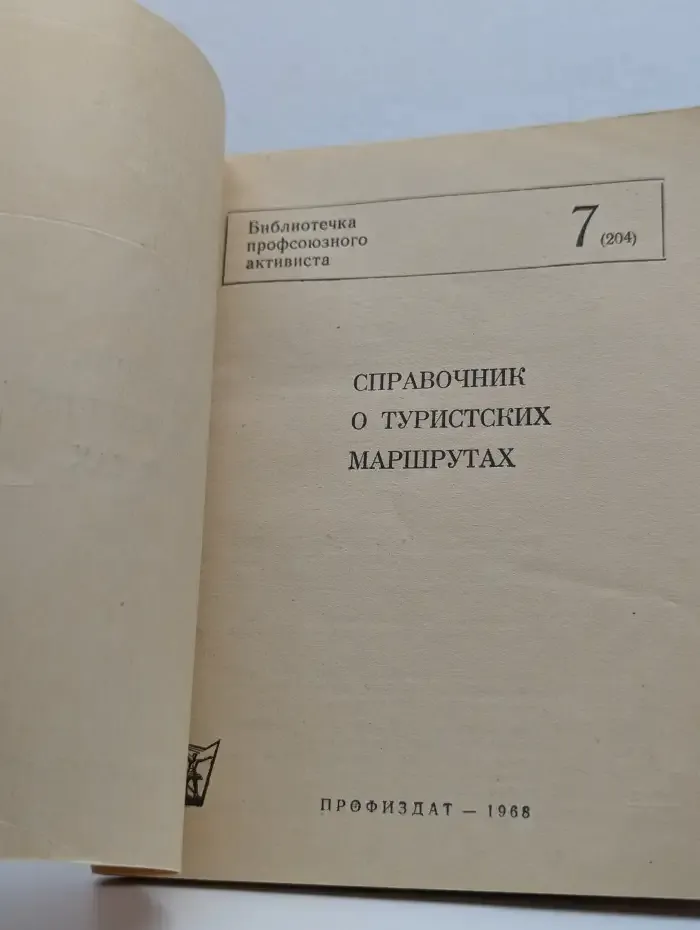 Библиотечка
профсоюзного
активиста
7 (204)
СПРАВОЧНИК
О ТУРИСТСКИХ
МАРШРУТАХ
ПРОФИЗДАТ — 1968